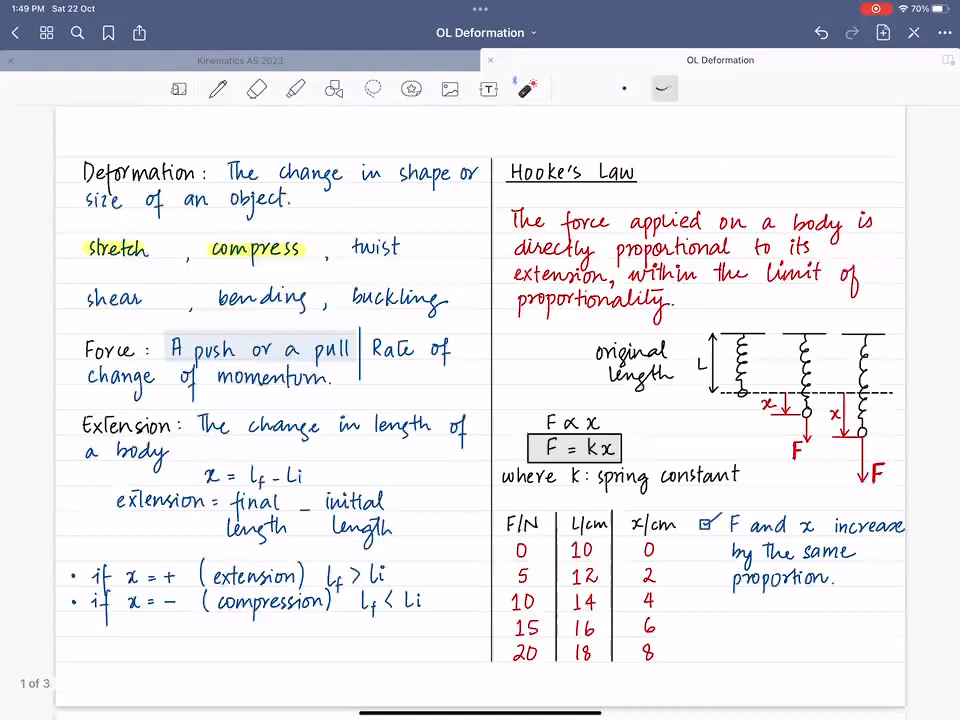 1:49 PM Sat 22 Oct
70%
OL Deformation
Kinematics AS 2023
OL Deformation
Deformation: The change in shape or
size of an object.
stretch , compress , twist
shear , bending , buckling
Force: A push or a pull | Rate of
change of momentum.
Extension: The change in length of
a body
x = Lf - Li
extension = final - initial
length length
• if x = + (extension) Lf > Li
• if x = - (compression) Lf < Li
Hooke's Law
The force applied on a body is
directly proportional to its
extension, within the limit of
proportionality.
original
length
L
x
F
x
F
F ∝ x
F = kx
where k: spring constant
F/N L/cm x/cm
0 10 0
5 12 2
10 14 4
15 16 6
20 18 8
F and x increase
by the same
proportion.
1 of 3